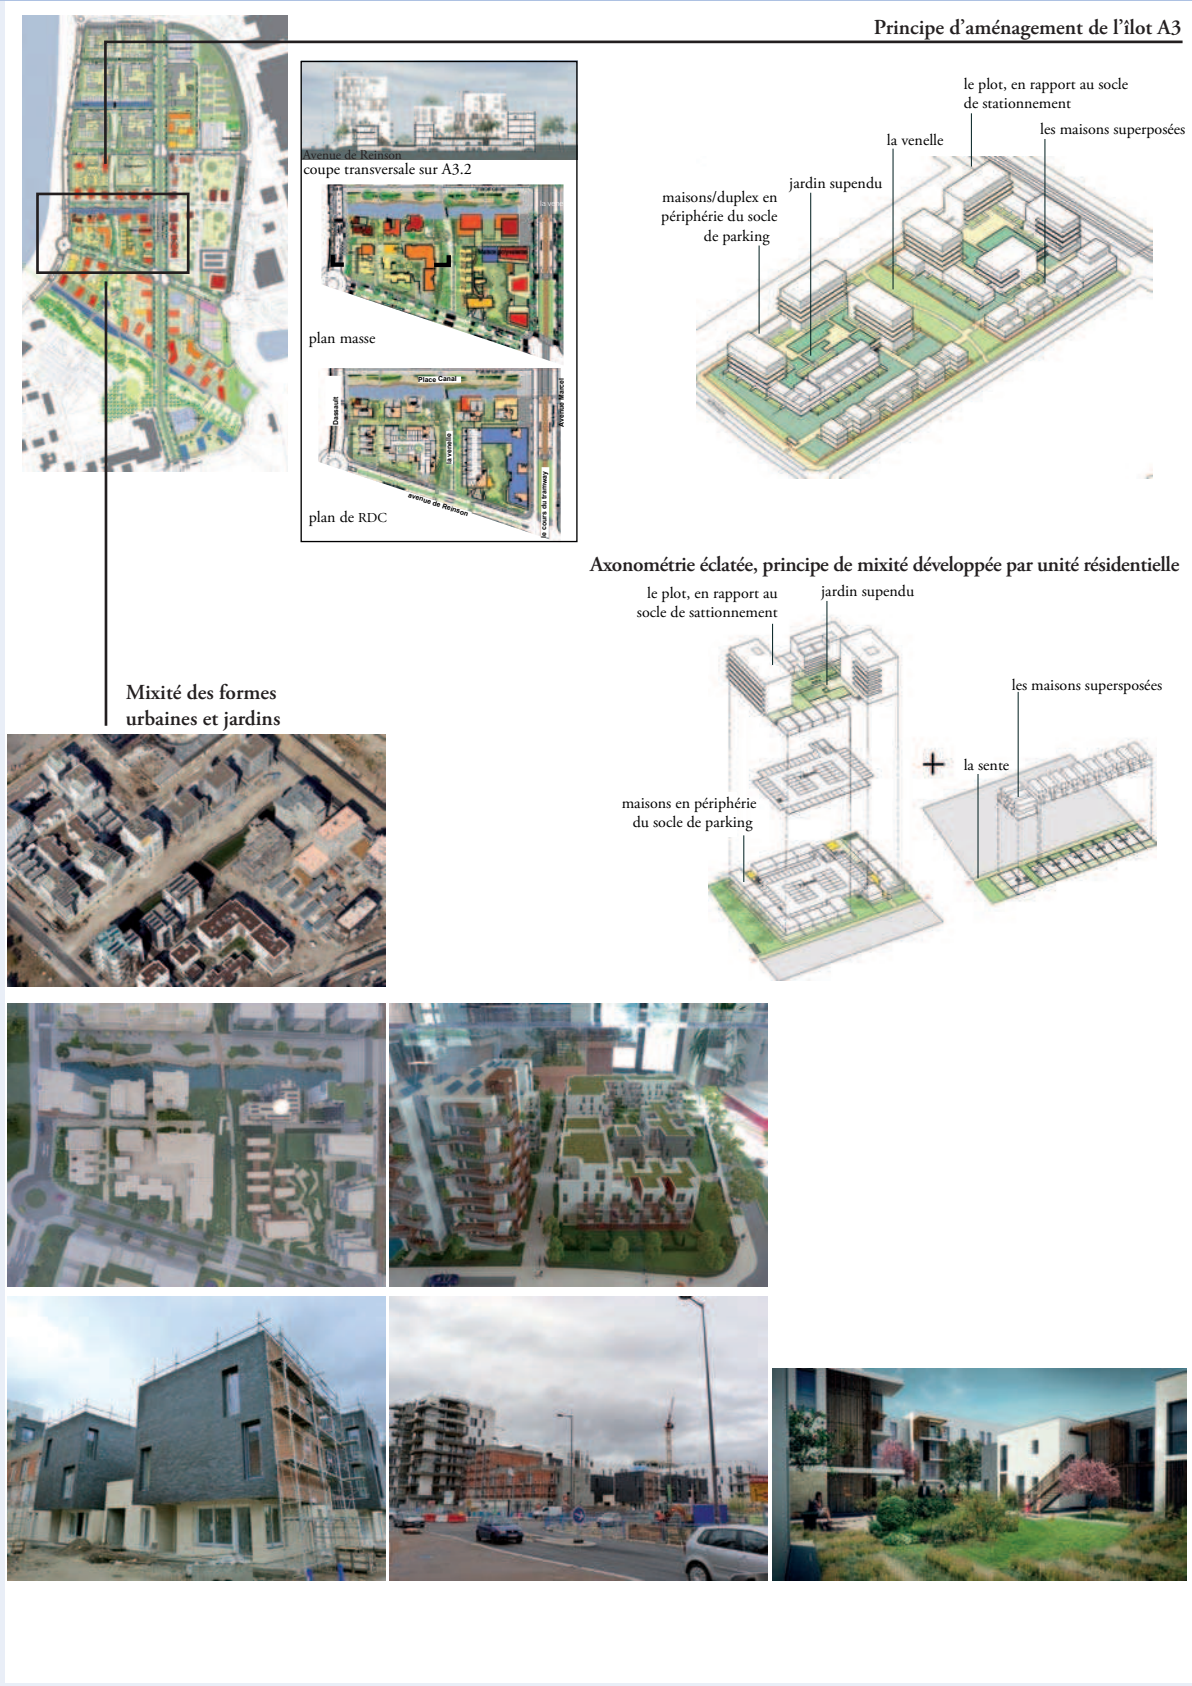 Principe d'aménagement de l'îlot A3
Avenue de Reinson
coupe transversale sur A3.2
plan masse
Place Canal
Dassault
la venelle
Avenue Marcel
avenue de Reinson
le cours du tramway
plan de RDC
le plot, en rapport au socle
de stationnement
les maisons superposées
la venelle
jardin supendu
maisons/duplex en
périphérie du socle
de parking
Axonométrie éclatée, principe de mixité développée par unité résidentielle
le plot, en rapport au
socle de sattionnement
jardin supendu
les maisons supersposées
la sente
maisons en périphérie
du socle de parking
Mixité des formes
urbaines et jardins